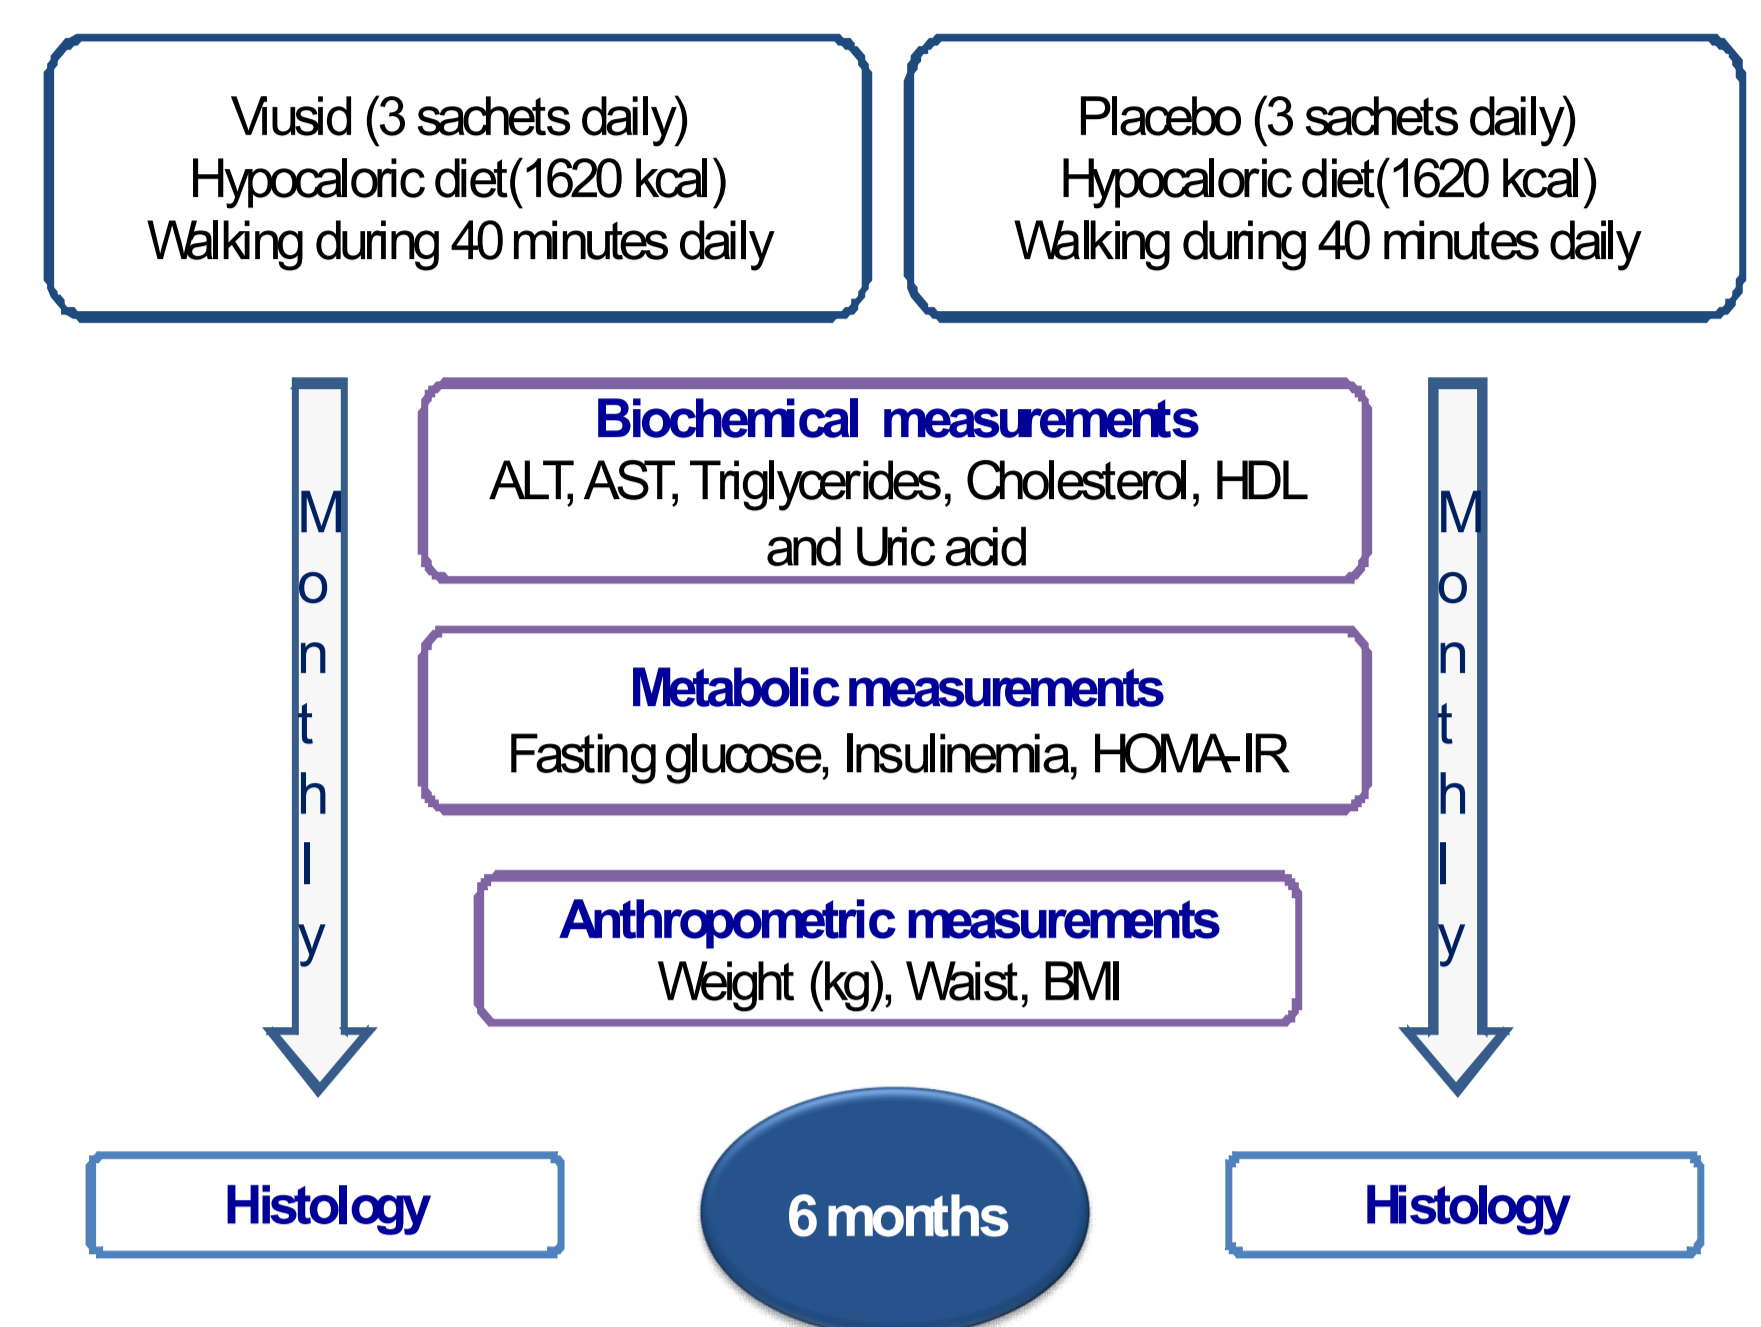 Viusid (3 sachets daily)
Hypocaloric diet(1620 kcal)
Walking during 40 minutes daily
Placebo (3 sachets daily)
Hypocaloric diet(1620 kcal)
Walking during 40 minutes daily
Monthly
Biochemical measurements
ALT, AST, Triglycerides, Cholesterol, HDL
and Uric acid
Metabolic measurements
Fasting glucose, Insulinemia, HOMA-IR
Anthropometric measurements
Weight (kg), Waist, BMI
Monthly
Histology
6 months
Histology